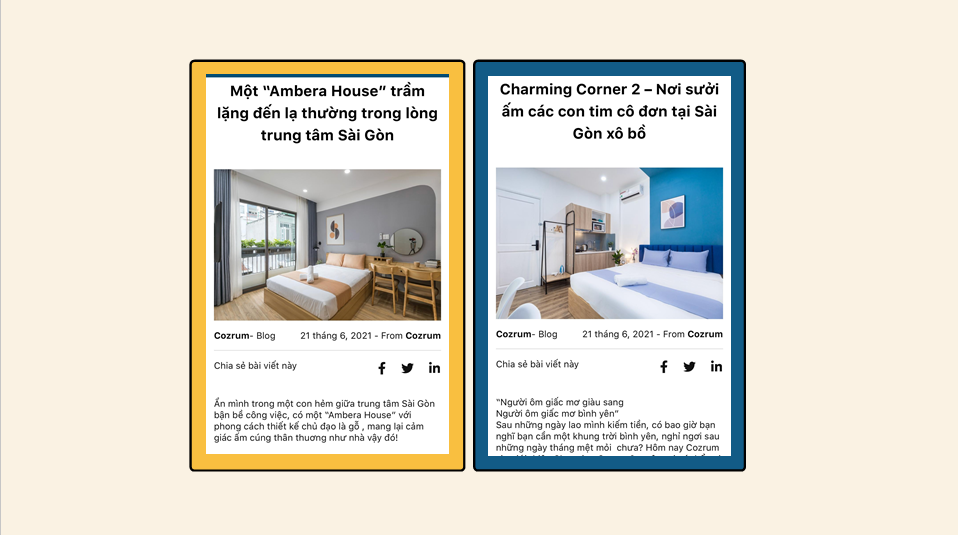 Một “Ambera House” trầm
lặng đến lạ thường trong lòng
trung tâm Sài Gòn
Cozrum- Blog
21 tháng 6, 2021 - From Cozrum
Chia sẻ bài viết này
Ẩn mình trong một con hẻm giữa trung tâm Sài Gòn
bận bề công việc, có một “Ambera House” với
phong cách thiết kế chủ đạo là gỗ , mang lại cảm
giác ấm cúng thân thương như nhà vậy đó!
Charming Corner 2 – Nơi sưởi
ấm các con tim cô đơn tại Sài
Gòn xô bồ
Cozrum- Blog
21 tháng 6, 2021 - From Cozrum
Chia sẻ bài viết này
“Người ôm giấc mơ giàu sang
Người ôm giấc mơ bình yên”
Sau những ngày lao mình kiếm tiền, có bao giờ bạn
nghĩ bạn cần một khung trời bình yên, nghỉ ngơi sau
những ngày tháng mệt mỏi chưa? Hôm nay Cozrum